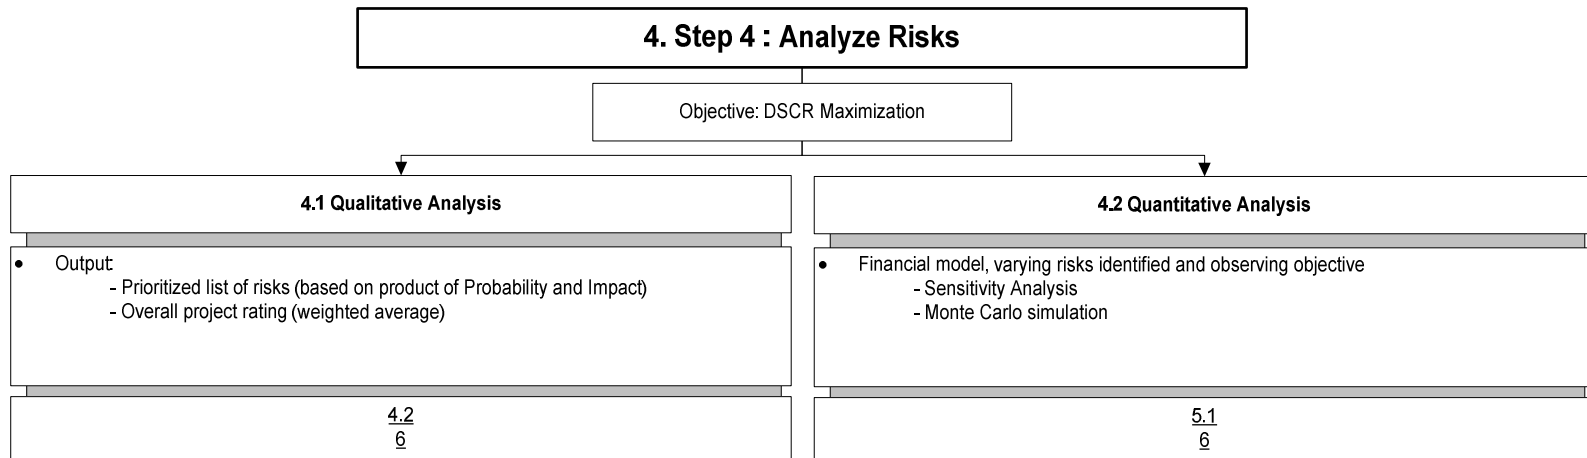 4. Step 4 : Analyze Risks
Objective: DSCR Maximization
4.1 Qualitative Analysis
• Output:
- Prioritized list of risks (based on product of Probability and Impact)
- Overall project rating (weighted average)
4.2
6
4.2 Quantitative Analysis
• Financial model, varying risks identified and observing objective
- Sensitivity Analysis
- Monte Carlo simulation
5.1
6